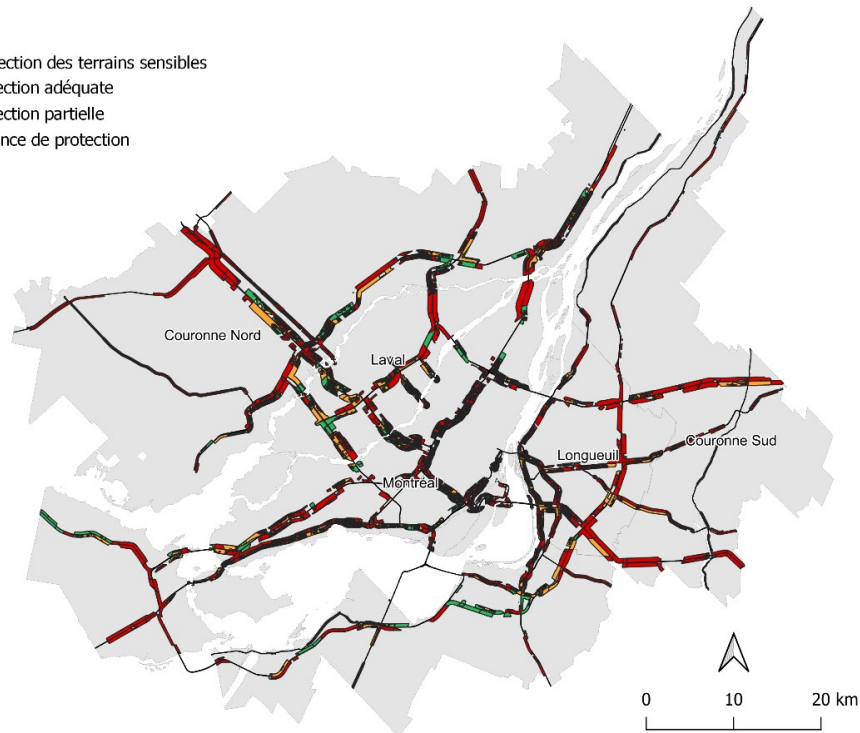 ection des terrains sensibles
ection adéquate
ection partielle
nce de protection
Couronne Nord
Laval
Longueuil
Couronne Sud
Montréal
0 10 20 km